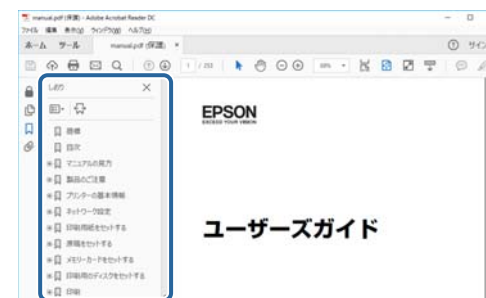 manual.pdf (保護) - Adobe Acrobat Reader DC
ファイル 編集 表示(V) ウィンドウ(W) ヘルプ(H)
ホーム ツール manual.pdf (保護) ×
1 / 253
しおり ×
商標
目次
マニュアルの見方
製品のご注意
プリンターの基本情報
ネットワーク設定
印刷用紙をセットする
原稿をセットする
メモリーカードをセットする
印刷用のディスクをセットする
印刷
EPSON
EXCEED YOUR VISION
ユーザーズガイド